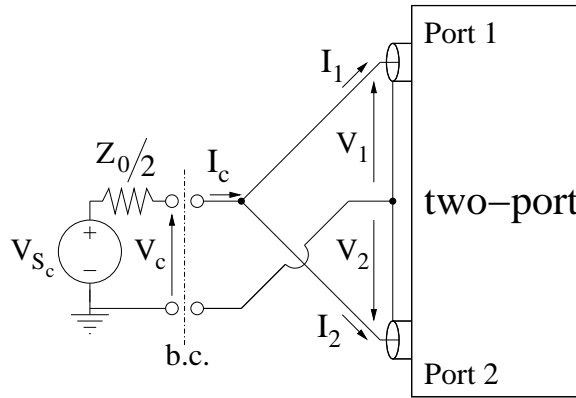 Port 1
I1
Z0/2
Ic
V1
two-port
+
VSc
−
Vc
V2
I2
b.c.
Port 2